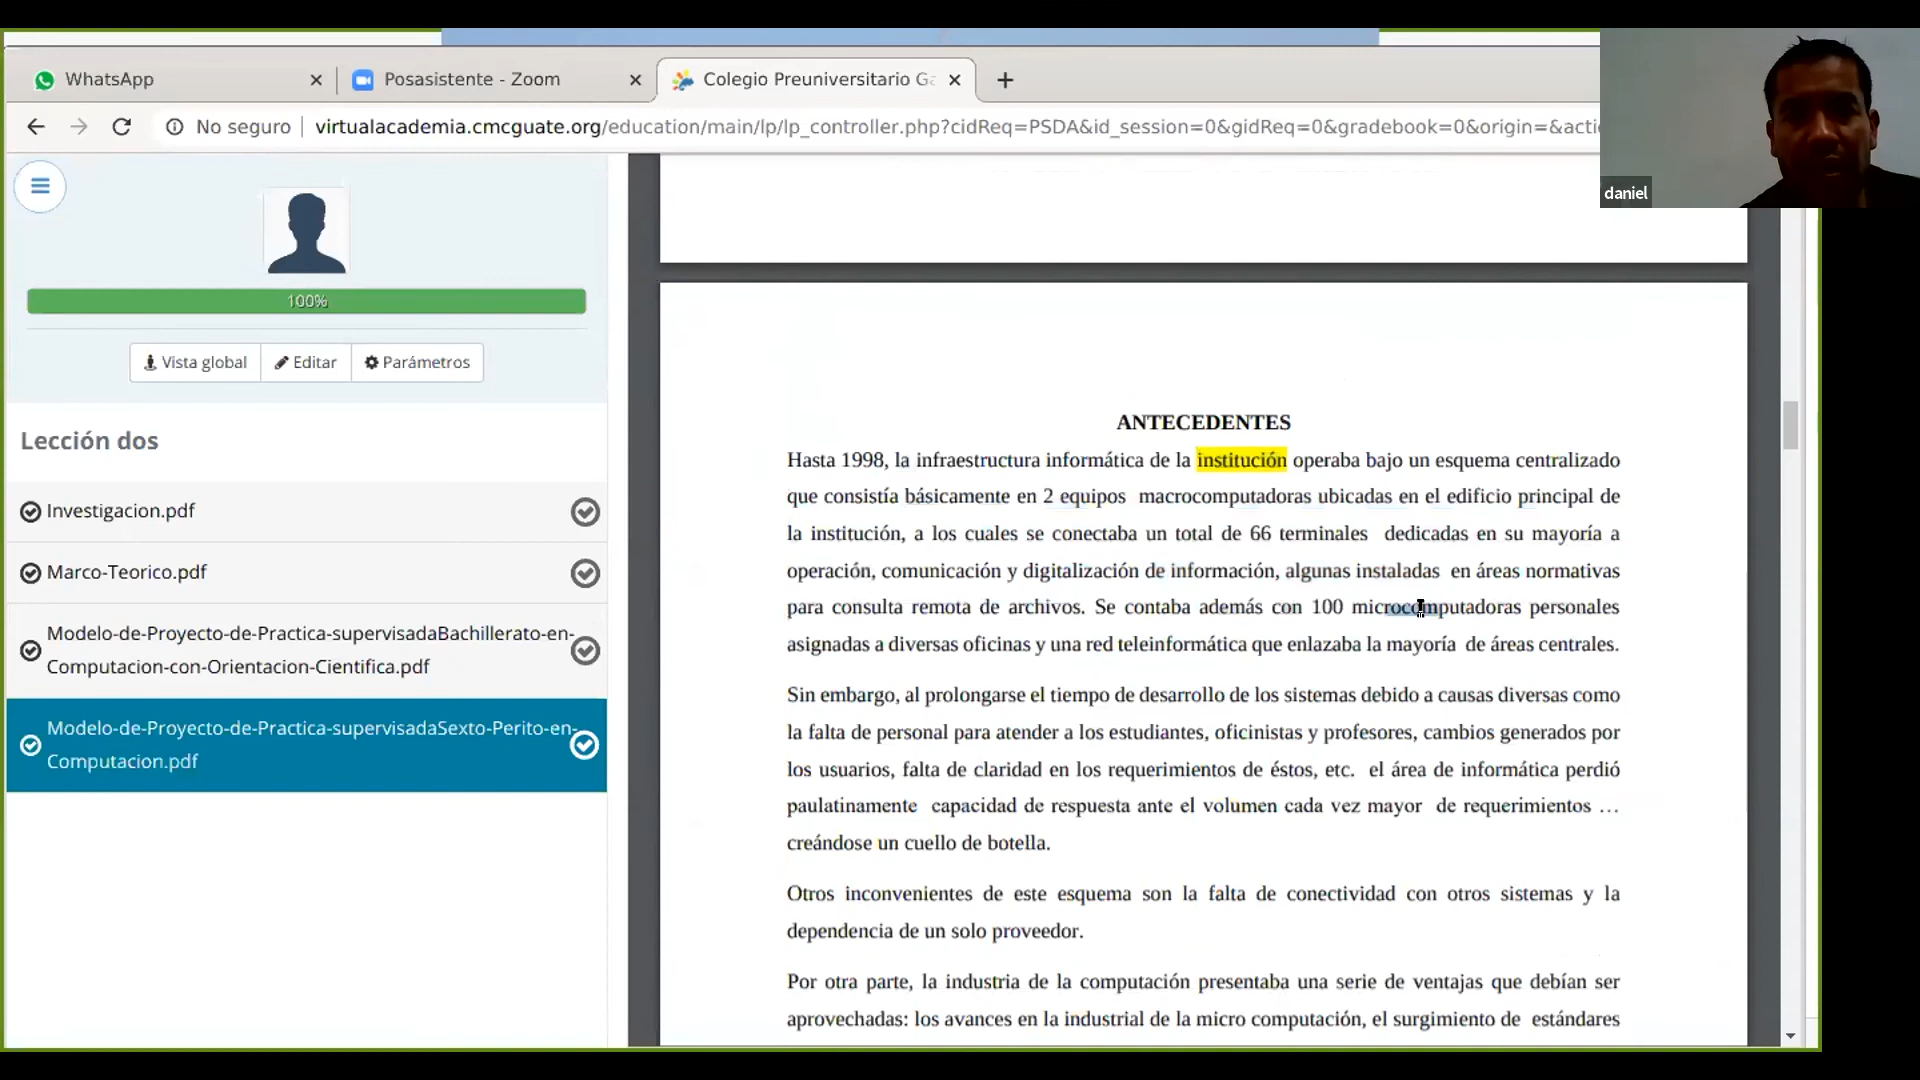 WhatsApp
Posasistente - Zoom
Colegio Preuniversitario Ga
No seguro
virtualacademia.cmcguate.org/education/main/lp/lp_controller.php?cidReq=PSDA&id_session=0&gidReq=0&gradebook=0&origin=&acti
daniel
100%
Vista global
Editar
Parámetros
Lección dos
Investigacion.pdf
Marco-Teorico.pdf
Modelo-de-Proyecto-de-Practica-supervisadaBachillerato-en-
Computacion-con-Orientacion-Cientifica.pdf
Modelo-de-Proyecto-de-Practica-supervisadaSexto-Perito-en-
Computacion.pdf
ANTECEDENTES
Hasta 1998, la infraestructura informática de la institución operaba bajo un esquema centralizado
que consistía básicamente en 2 equipos macrocomputadoras ubicadas en el edificio principal de
la institución, a los cuales se conectaba un total de 66 terminales dedicadas en su mayoría a
operación, comunicación y digitalización de información, algunas instaladas en áreas normativas
para consulta remota de archivos. Se contaba además con 100 microcomputadoras personales
asignadas a diversas oficinas y una red teleinformática que enlazaba la mayoría de áreas centrales.
Sin embargo, al prolongarse el tiempo de desarrollo de los sistemas debido a causas diversas como
la falta de personal para atender a los estudiantes, oficinistas y profesores, cambios generados por
los usuarios, falta de claridad en los requerimientos de éstos, etc. el área de informática perdió
paulatinamente capacidad de respuesta ante el volumen cada vez mayor de requerimientos …
creándose un cuello de botella.
Otros inconvenientes de este esquema son la falta de conectividad con otros sistemas y la
dependencia de un solo proveedor.
Por otra parte, la industria de la computación presentaba una serie de ventajas que debían ser
aprovechadas: los avances en la industrial de la micro computación, el surgimiento de estándares